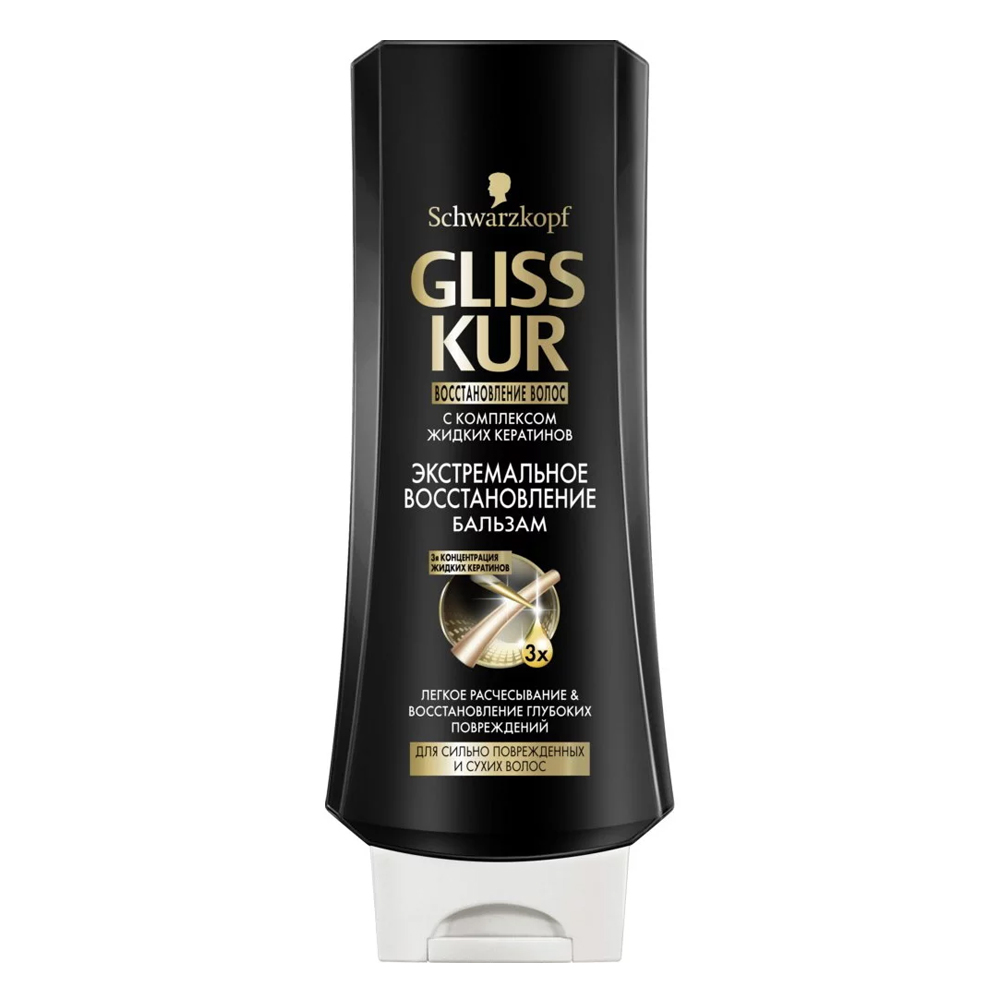 Schwarzkopf
GLISS
KUR
ВОССТАНОВЛЕНИЕ ВОЛОС
С КОМПЛЕКСОМ
ЖИДКИХ КЕРАТИНОВ
ЭКСТРЕМАЛЬНОЕ
ВОССТАНОВЛЕНИЕ
БАЛЬЗАМ
3x КОНЦЕНТРАЦИЯ
ЖИДКИХ КЕРАТИНОВ
3x
ЛЕГКОЕ РАСЧЕСЫВАНИЕ &
ВОССТАНОВЛЕНИЕ ГЛУБОКИХ
ПОВРЕЖДЕНИЙ
ДЛЯ СИЛЬНО ПОВРЕЖДЕННЫХ
И СУХИХ ВОЛОС